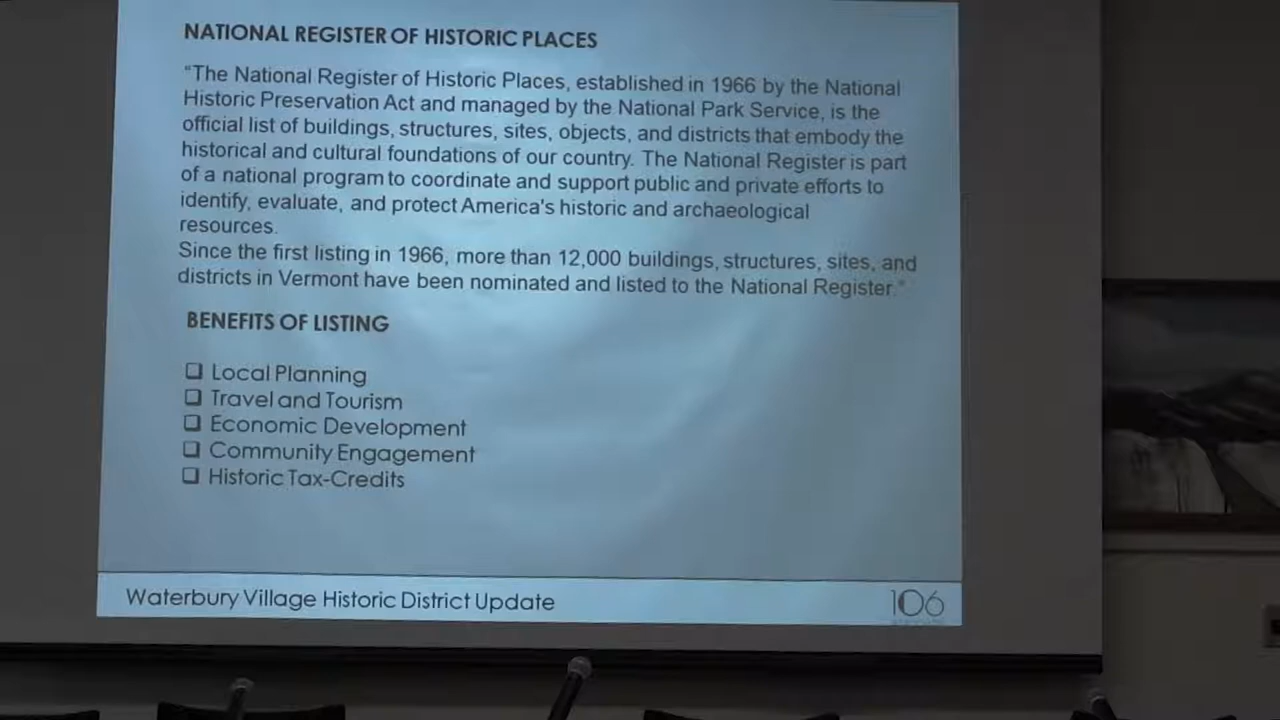 NATIONAL REGISTER OF HISTORIC PLACES
"The National Register of Historic Places, established in 1966 by the National
Historic Preservation Act and managed by the National Park Service, is the
official list of buildings, structures, sites, objects, and districts that embody the
historical and cultural foundations of our country. The National Register is part
of a national program to coordinate and support public and private efforts to
identify, evaluate, and protect America's historic and archaeological
resources.
Since the first listing in 1966, more than 12,000 buildings, structures, sites, and
districts in Vermont have been nominated and listed to the National Register."
BENEFITS OF LISTING
❑ Local Planning
❑ Travel and Tourism
❑ Economic Development
❑ Community Engagement
❑ Historic Tax-Credits
Waterbury Village Historic District Update
106